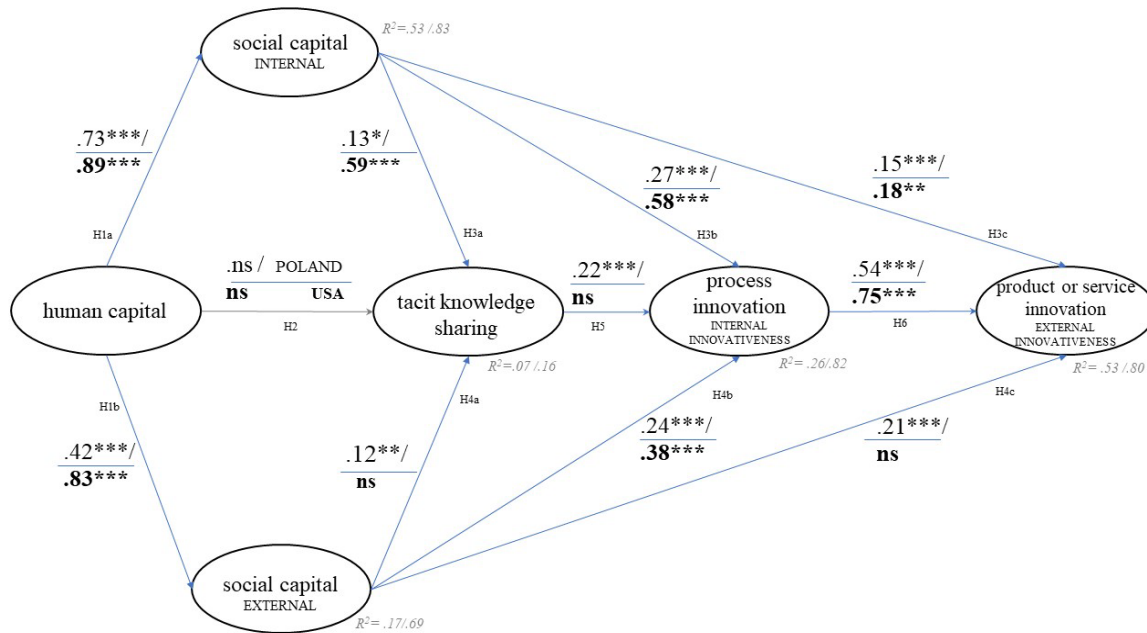 social capital
INTERNAL
R²=.53 /.83
.73***/
.89***
.13*/
.59***
.27***/
.58***
.15***/
.18**
H1a
H3a
H3b
H3c
human capital
.ns / POLAND
ns USA
H2
tacit knowledge
sharing
R²=.07 /.16
.22***/
ns
H5
process
innovation
INTERNAL
INNOVATIVENESS
R²= .26/.82
.54***/
.75***
H6
product or service
innovation
EXTERNAL
INNOVATIVENESS
R²= .53 /.80
H1b
H4a
H4b
H4c
.42***/
.83***
.12**/
ns
.24***/
.38***
.21***/
ns
social capital
EXTERNAL
R²= .17/.69